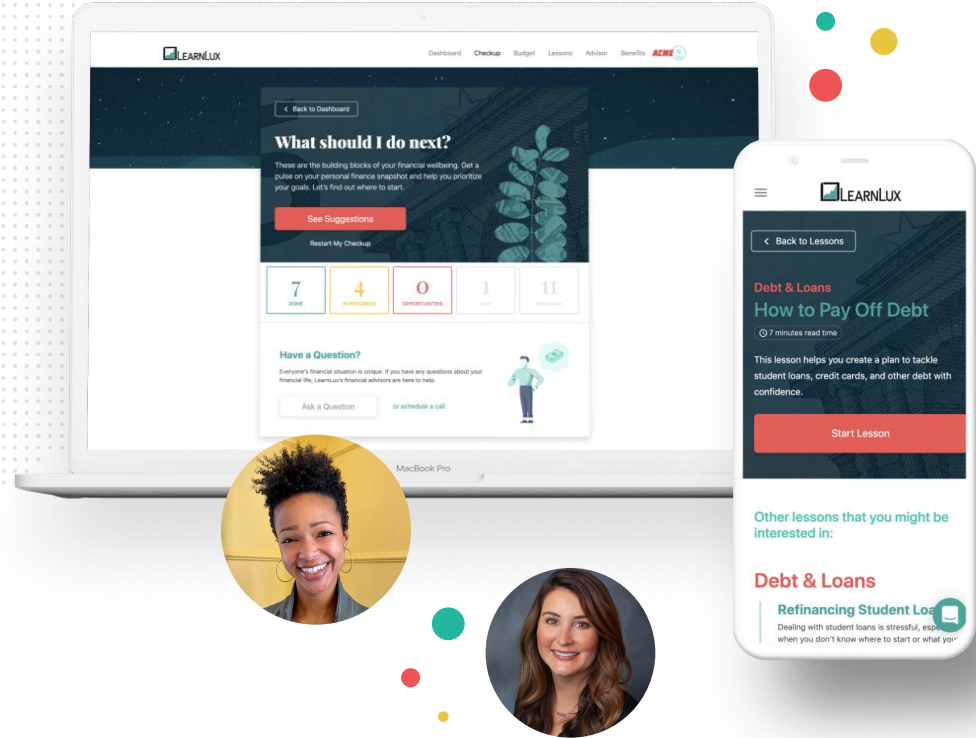 LEARNLUX
Dashboard Checkup Budget Lessons Advisor Benefits ACME
Back to Dashboard
What should I do next?
These are the building blocks of your financial wellbeing. Get a
pulse on your personal finance snapshot and help you prioritize
your goals. Let's find out where to start.
See Suggestions
Restart My Checkup
7
DONE
4
IN PROGRESS
0
OPPORTUNITIES
1
11
Have a Question?
Everyone's financial situation is unique. If you have any questions about your
financial life, LearnLux's financial advisors are here to help.
Ask a Question
or schedule a call
MacBook Pro
LEARNLUX
Back to Lessons
Debt & Loans
How to Pay Off Debt
7 minutes read time
This lesson helps you create a plan to tackle
student loans, credit cards, and other debt with
confidence.
Start Lesson
Other lessons that you might be
interested in:
Debt & Loans
Refinancing Student Loa
Dealing with student loans is stressful, espe
when you don't know where to start or what you